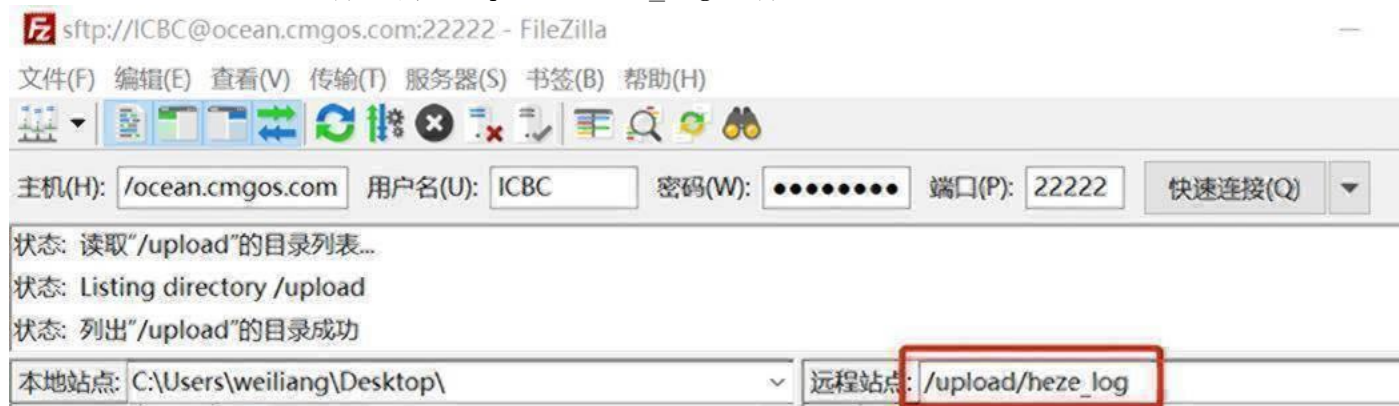 sftp://ICBC@ocean.cmgos.com:22222 - FileZilla
文件(F) 编辑(E) 查看(V) 传输(T) 服务器(S) 书签(B) 帮助(H)
主机(H): /ocean.cmgos.com 用户名(U): ICBC 密码(W): ●●●●●●●● 端口(P): 22222 快速连接(Q)
状态: 读取"/upload"的目录列表...
状态: Listing directory /upload
状态: 列出"/upload"的目录成功
本地站点: C:\Users\weiliang\Desktop\ 远程站点: /upload/heze_log